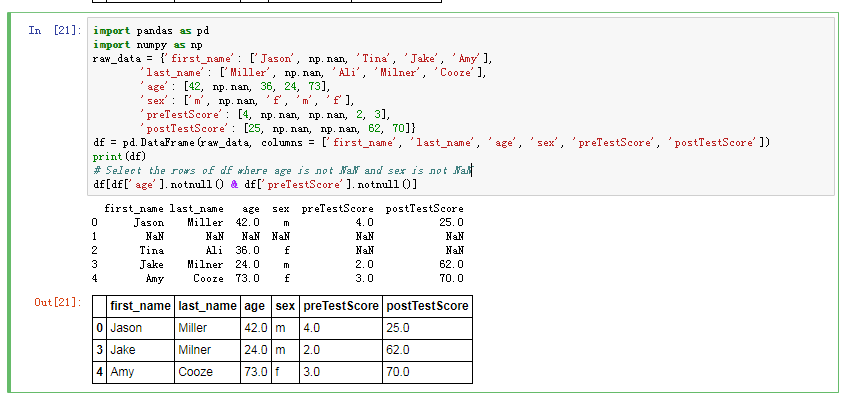 In [21]:
import pandas as pd
import numpy as np
raw_data = {'first_name': ['Jason', np.nan, 'Tina', 'Jake', 'Amy'],
'last_name': ['Miller', np.nan, 'Ali', 'Milner', 'Cooze'],
'age': [42, np.nan, 36, 24, 73],
'sex': ['m', np.nan, 'f', 'm', 'f'],
'preTestScore': [4, np.nan, np.nan, 2, 3],
'postTestScore': [25, np.nan, np.nan, 62, 70]}
df = pd.DataFrame(raw_data, columns = ['first_name', 'last_name', 'age', 'sex', 'preTestScore', 'postTestScore'])
print(df)
# Select the rows of df where age is not NaN and sex is not NaN
df[df['age'].notnull() & df['preTestScore'].notnull()]
first_name last_name age sex preTestScore postTestScore
0 Jason Miller 42.0 m 4.0 25.0
1 NaN NaN NaN NaN NaN NaN
2 Tina Ali 36.0 f NaN NaN
3 Jake Milner 24.0 m 2.0 62.0
4 Amy Cooze 73.0 f 3.0 70.0
Out[21]:
first_name last_name age sex preTestScore postTestScore
0 Jason Miller 42.0 m 4.0 25.0
3 Jake Milner 24.0 m 2.0 62.0
4 Amy Cooze 73.0 f 3.0 70.0